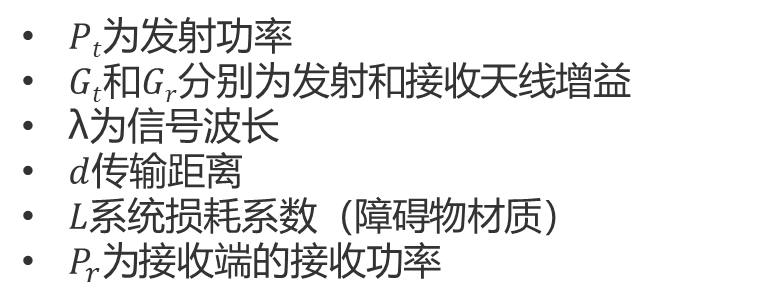 • Pt为发射功率
• Gt和Gr分别为发射和接收天线增益
• λ为信号波长
• d传输距离
• L系统损耗系数（障碍物材质）
• Pr为接收端的接收功率